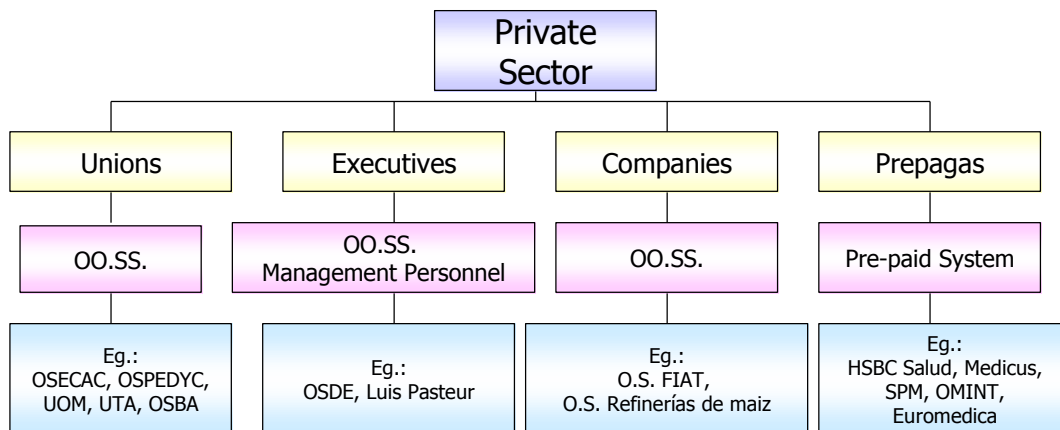 Private
Sector
Unions
Executives
Companies
Prepagas
OO.SS.
OO.SS.
Management Personnel
OO.SS.
Pre-paid System
Eg.:
OSECAC, OSPEDYC,
UOM, UTA, OSBA
Eg.:
OSDE, Luis Pasteur
Eg.:
O.S. FIAT,
O.S. Refinerías de maiz
Eg.:
HSBC Salud, Medicus,
SPM, OMINT,
Euromedica